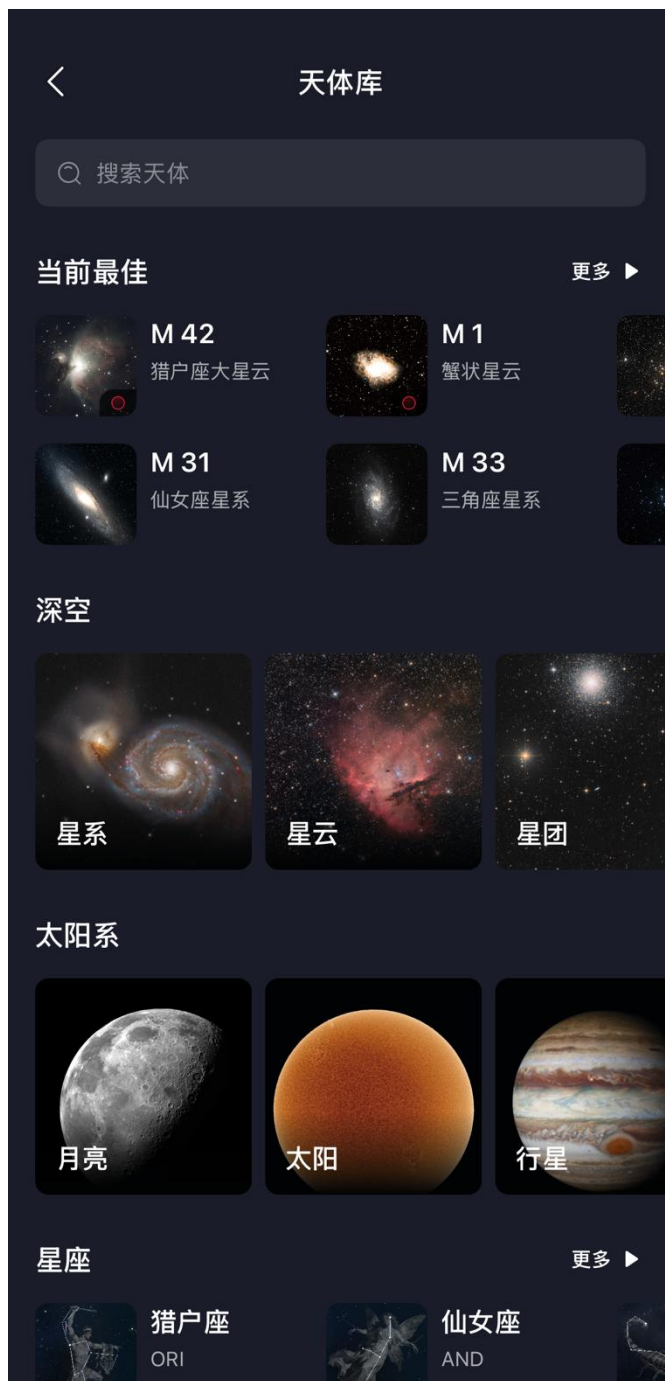 天体库
搜索天体
当前最佳
更多
M 42
猎户座大星云
M 1
蟹状星云
M 31
仙女座星系
M 33
三角座星系
深空
星系
星云
星团
太阳系
月亮
太阳
行星
星座
更多
猎户座
ORI
仙女座
AND